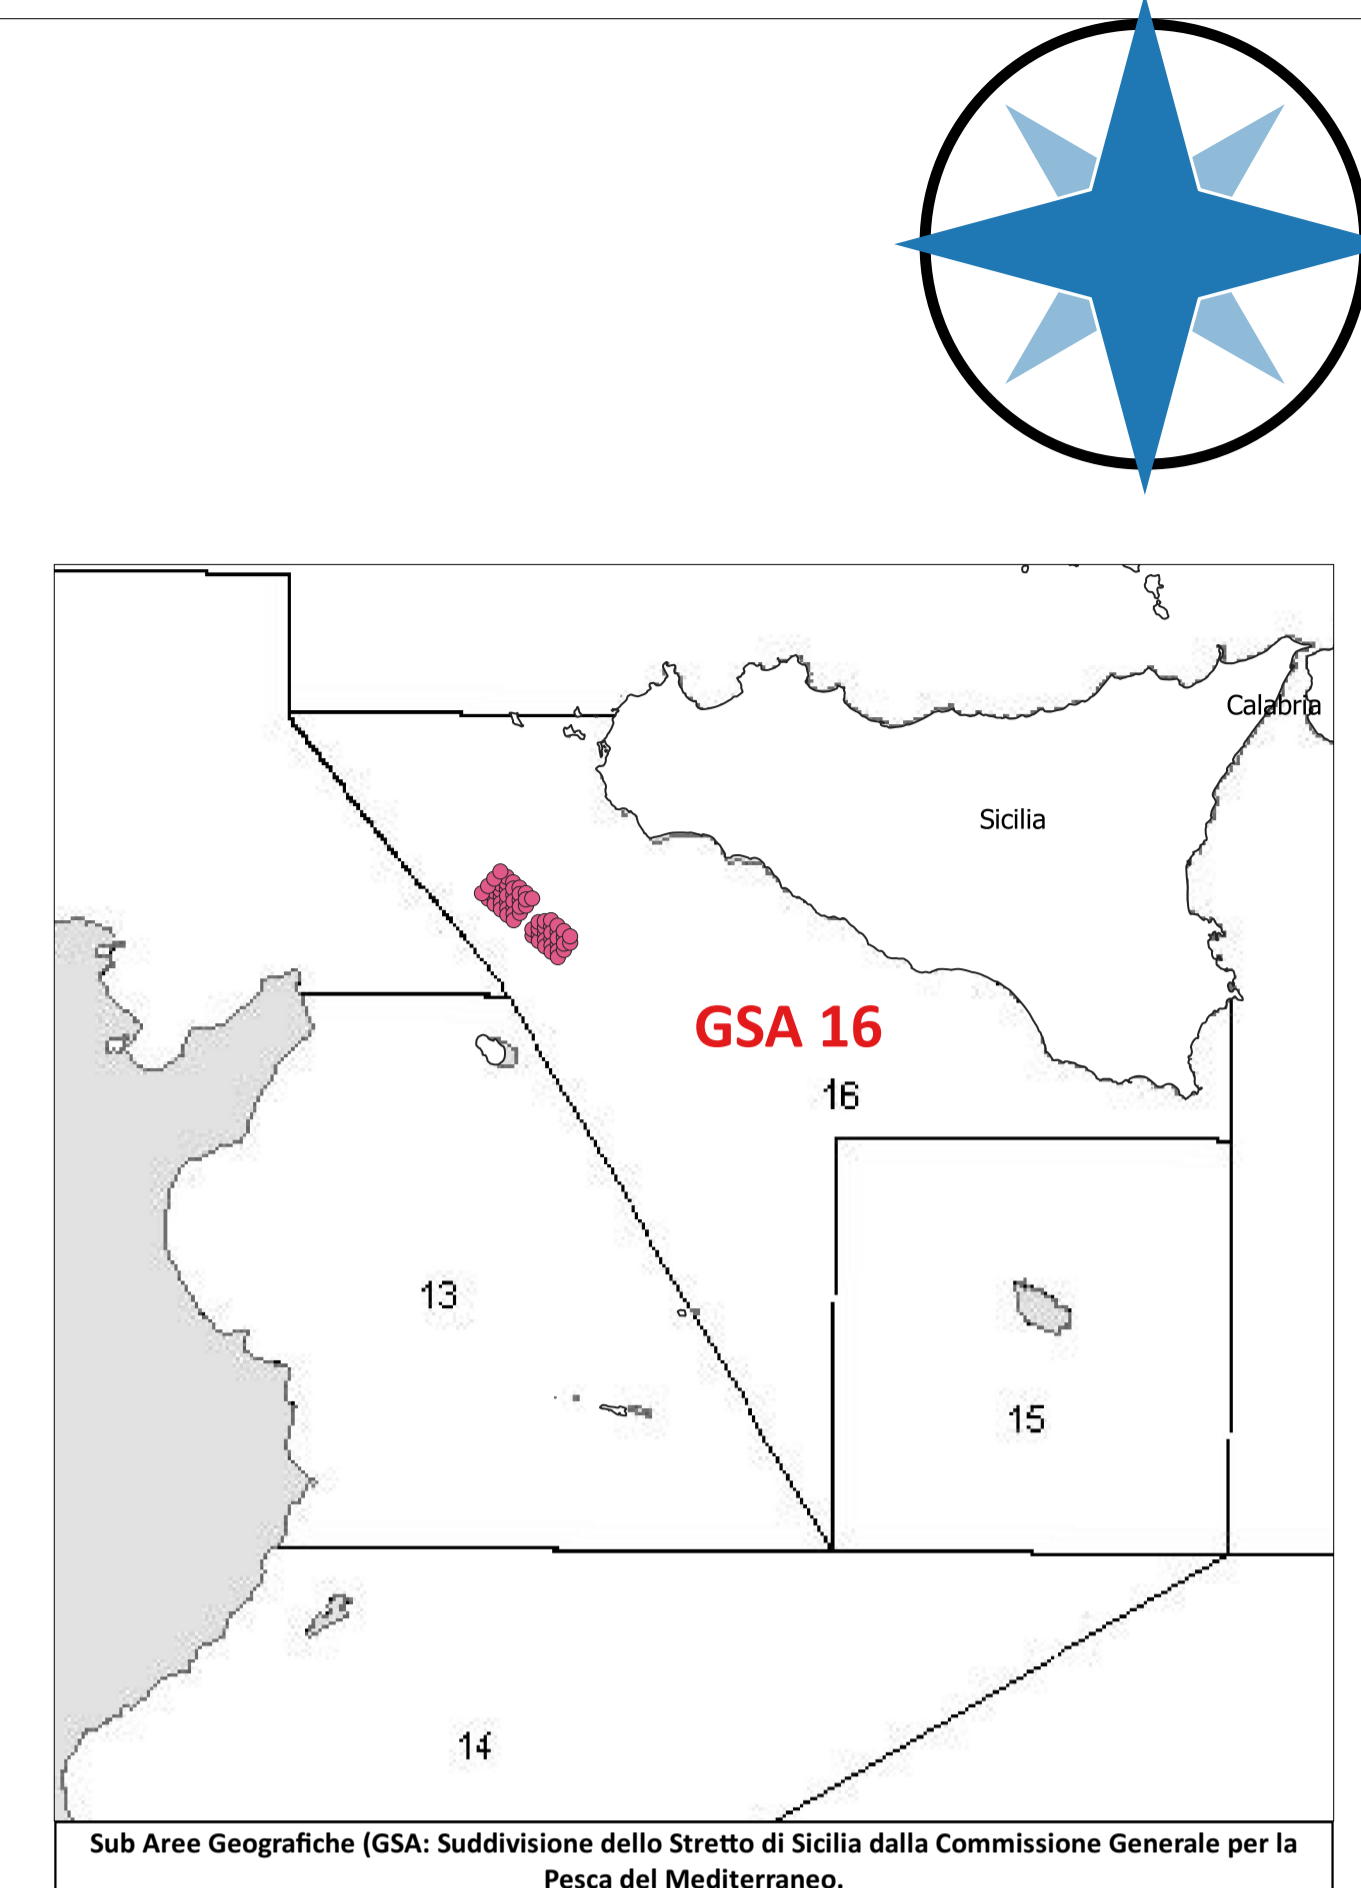 Calabria
Sicilia
GSA 16
16
13
15
14
Sub Aree Geografiche (GSA: Suddivisione dello Stretto di Sicilia dalla Commissione Generale per la
Pesca del Mediterraneo.